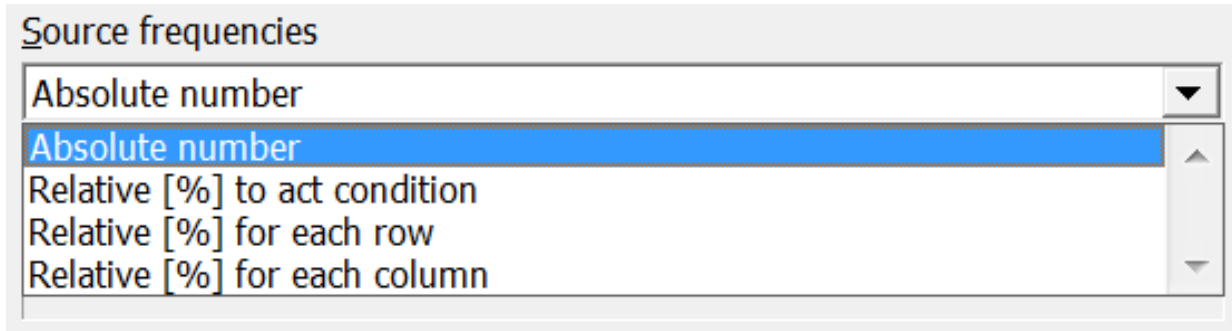 Source frequencies
Absolute number
Absolute number
Relative [%] to act condition
Relative [%] for each row
Relative [%] for each column